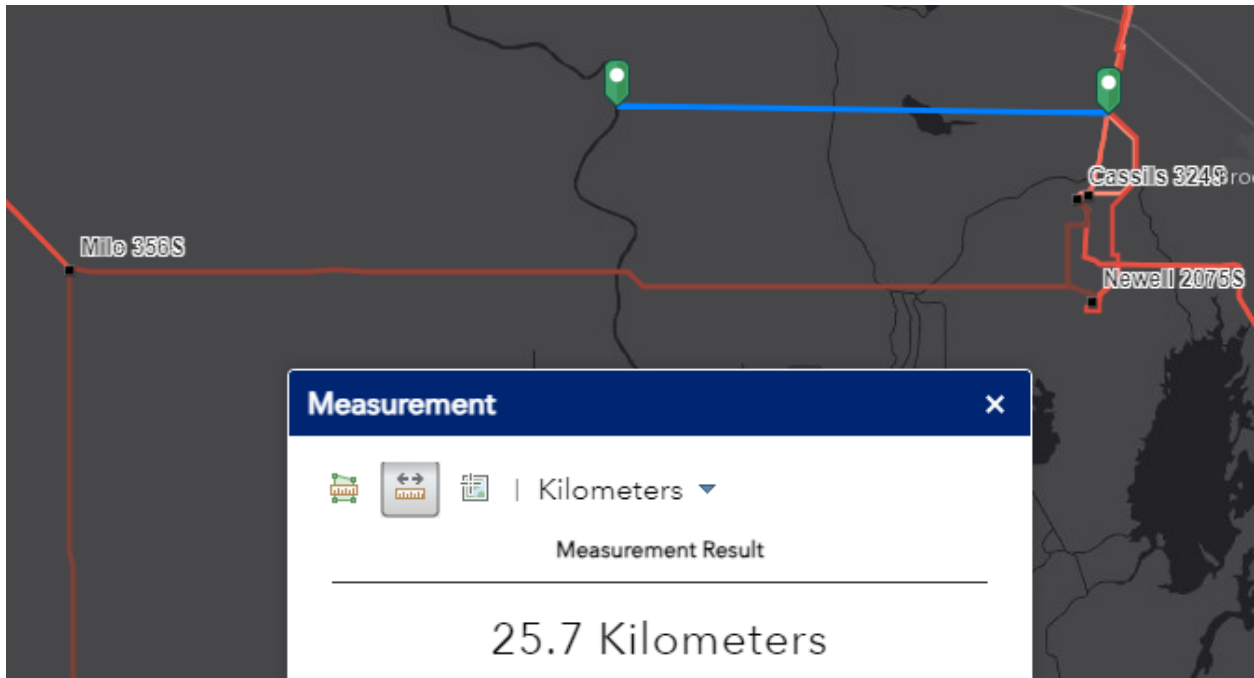 Cassils 324S
Milo 356S
Newell 2075S
Measurement
| Kilometers
Measurement Result
25.7 Kilometers